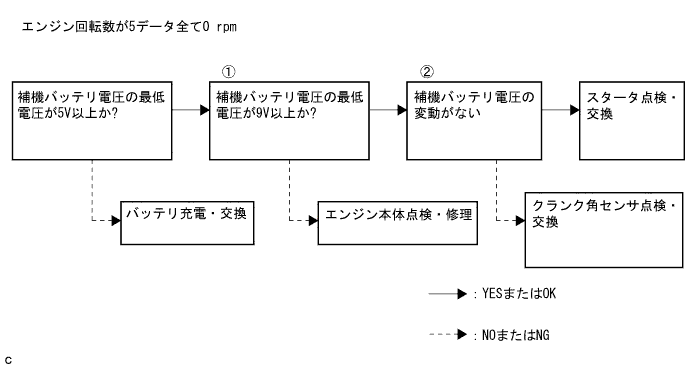 エンジン回転数が5データ全て0 rpm
①
②
補機バッテリ電圧の最低
電圧が5V以上か?
補機バッテリ電圧の最低
電圧が9V以上か?
補機バッテリ電圧の
変動がない
スタータ点検・
交換
バッテリ充電・交換
エンジン本体点検・修理
クランク角センサ点検・
交換
:YESまたはOK
:NOまたはNG
c